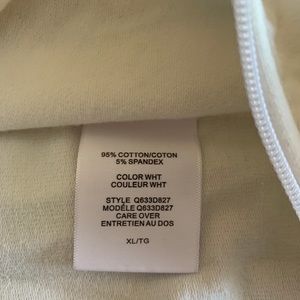 95% COTTON/COTON
5% SPANDEX
COLOR WHT
COULEUR WHT
STYLE Q633D827
MODÈLE Q633D827
CARE OVER
ENTRETIEN AU DOS
XL/TG